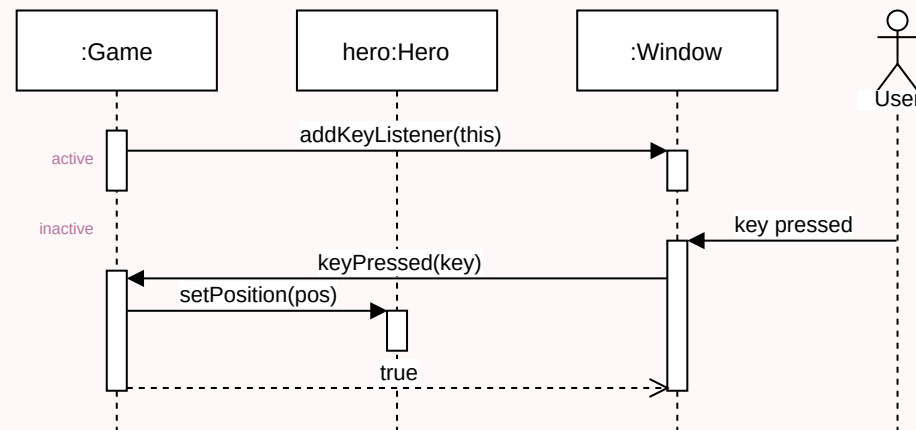 :Game
hero:Hero
:Window
User
addKeyListener(this)
active
inactive
key pressed
keyPressed(key)
setPosition(pos)
true